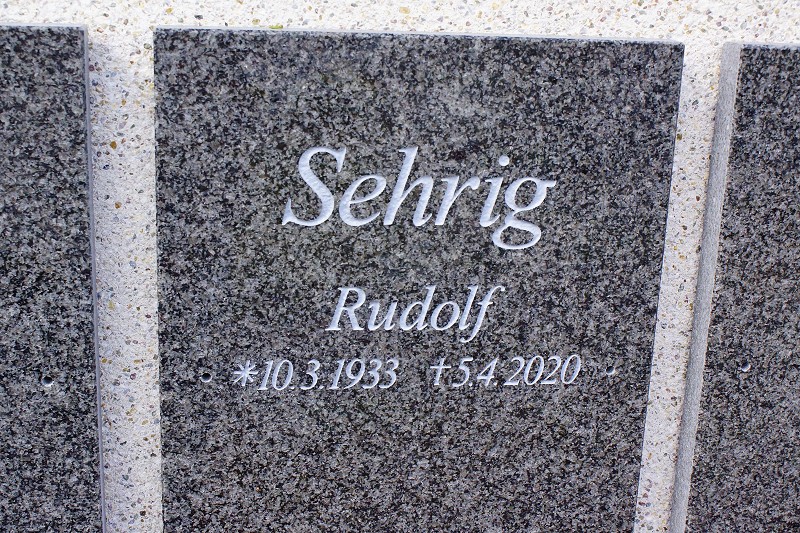 Sehrig
Rudolf
*10.3.1933 †5.4.2020